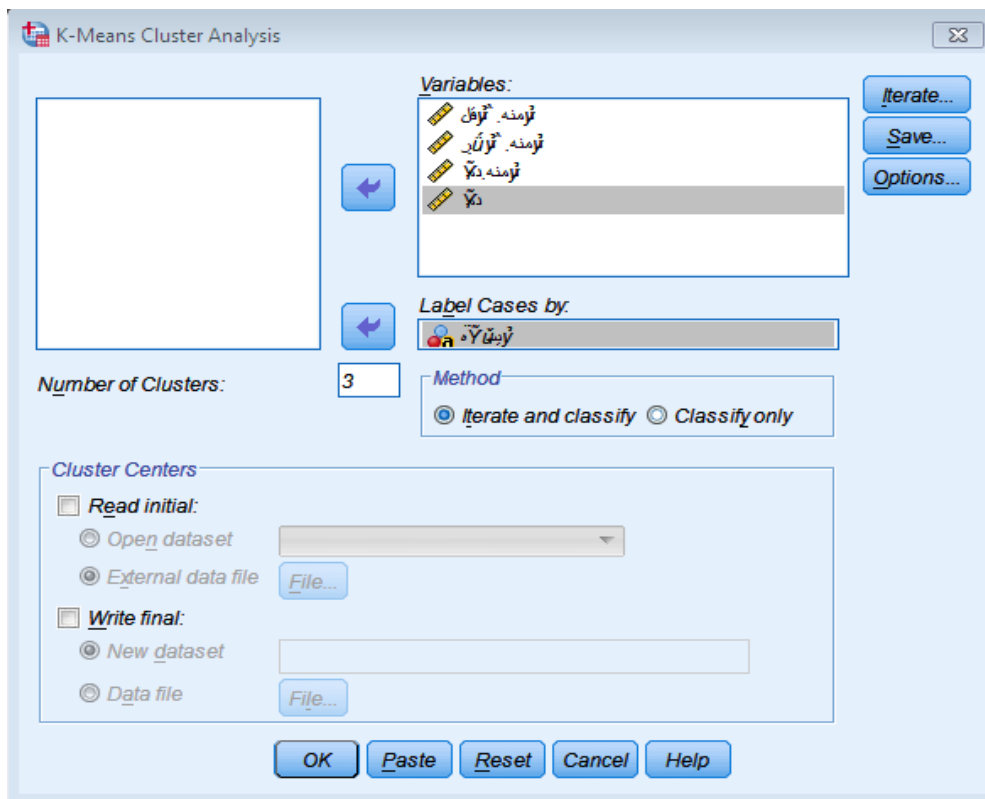 K-Means Cluster Analysis
Variables:
Iterate...
Save...
Options...
Label Cases by:
Number of Clusters: 3
Method
Iterate and classify Classify only
Cluster Centers
Read initial:
Open dataset
External data file File...
Write final:
New dataset
Data file File...
OK Paste Reset Cancel Help